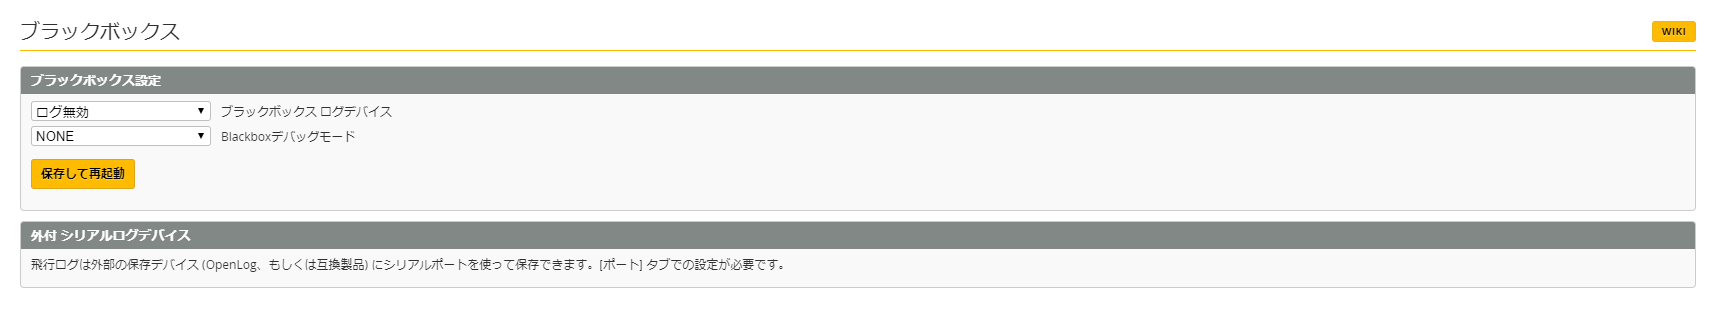 ブラックボックス
WIKI
ブラックボックス設定
ログ無効 ブラックボックス ログデバイス
NONE Blackboxデバッグモード
保存して再起動
外付 シリアルログデバイス
飛行ログは外部の保存デバイス (OpenLog、もしくは互換製品) にシリアルポートを使って保存できます。[ポート] タブでの設定が必要です。